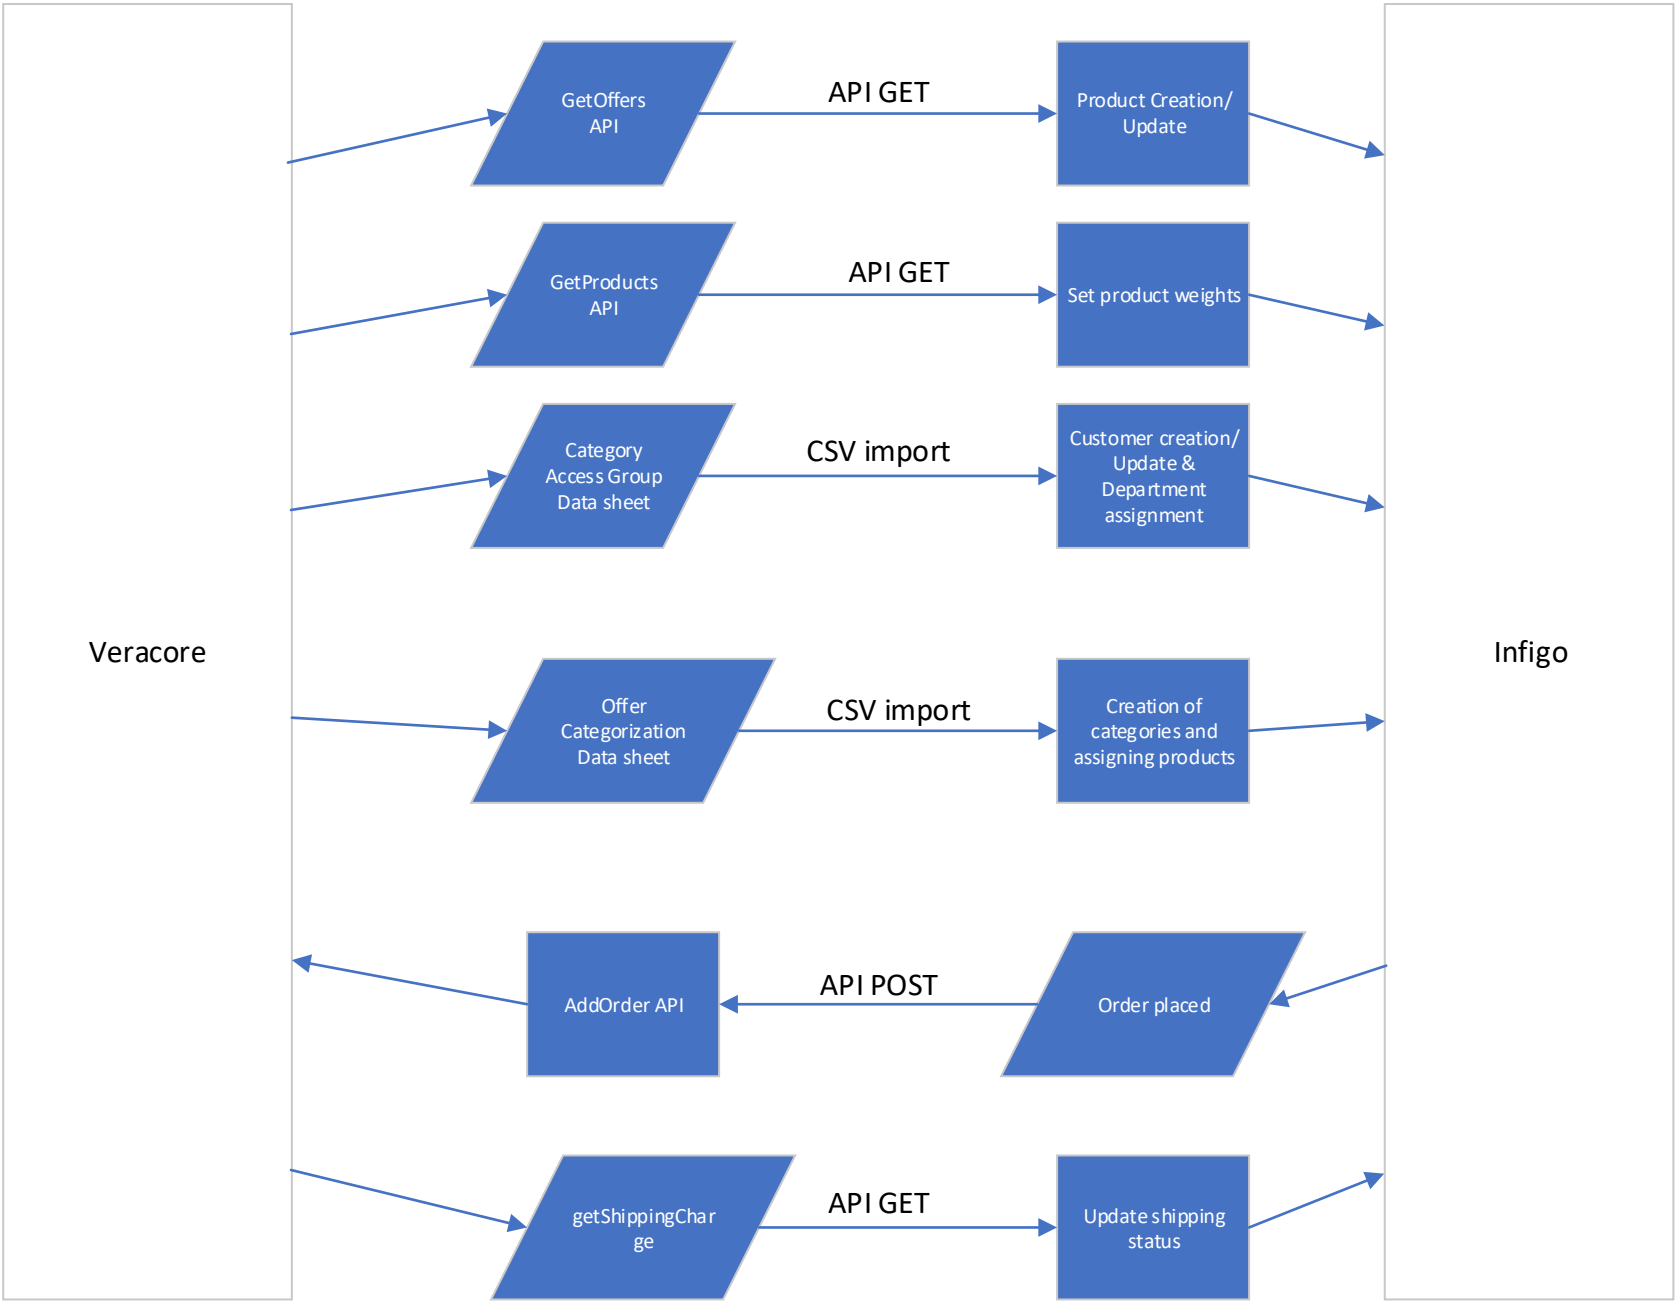 GetOffers
API
API GET
Product Creation/
Update
GetProducts
API
API GET
Set product weights
Category
Access Group
Data sheet
CSV import
Customer creation/
Update &
Department
assignment
Veracore
Infigo
Offer
Categorization
Data sheet
CSV import
Creation of
categories and
assigning products
AddOrder API
API POST
Order placed
getShippingChar
ge
API GET
Update shipping
status